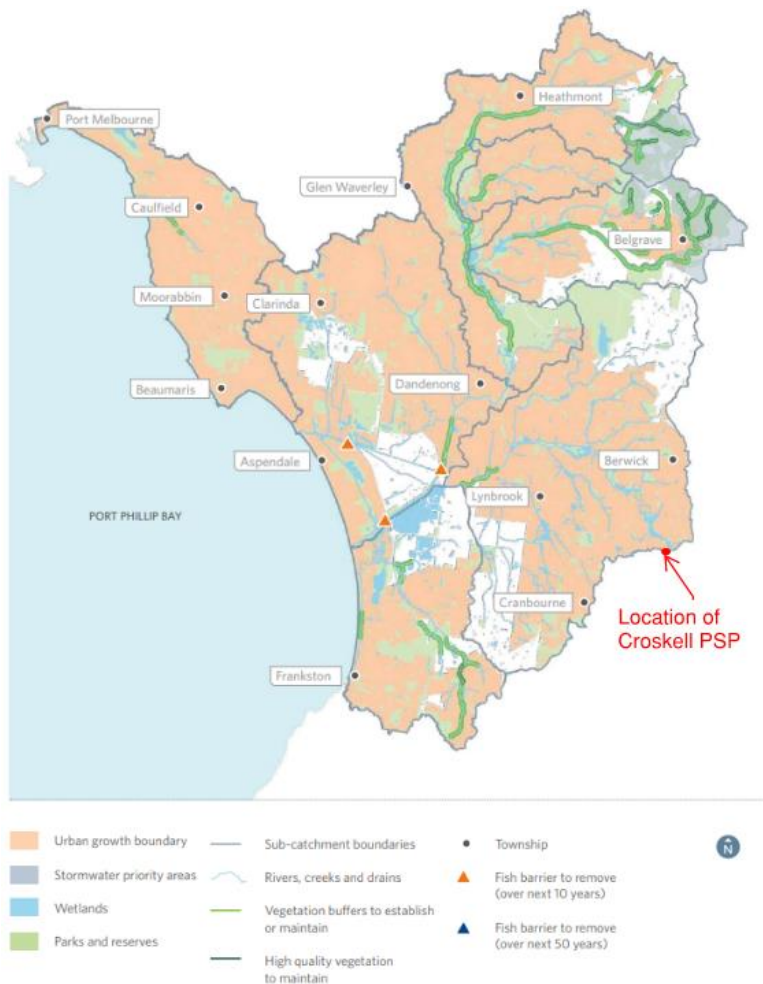 Port Melbourne
Heathmont
Glen Waverley
Caulfield
Belgrave
Moorabbin
Clarinda
Beaumaris
Dandenong
Aspendale
Berwick
Lynbrook
PORT PHILLIP BAY
Cranbourne
Location of
Croskell PSP
Frankston
Urban growth boundary
Stormwater priority areas
Wetlands
Parks and reserves
Sub-catchment boundaries
Rivers, creeks and drains
Vegetation buffers to establish
or maintain
High quality vegetation
to maintain
Township
Fish barrier to remove
(over next 10 years)
Fish barrier to remove
(over next 50 years)
N